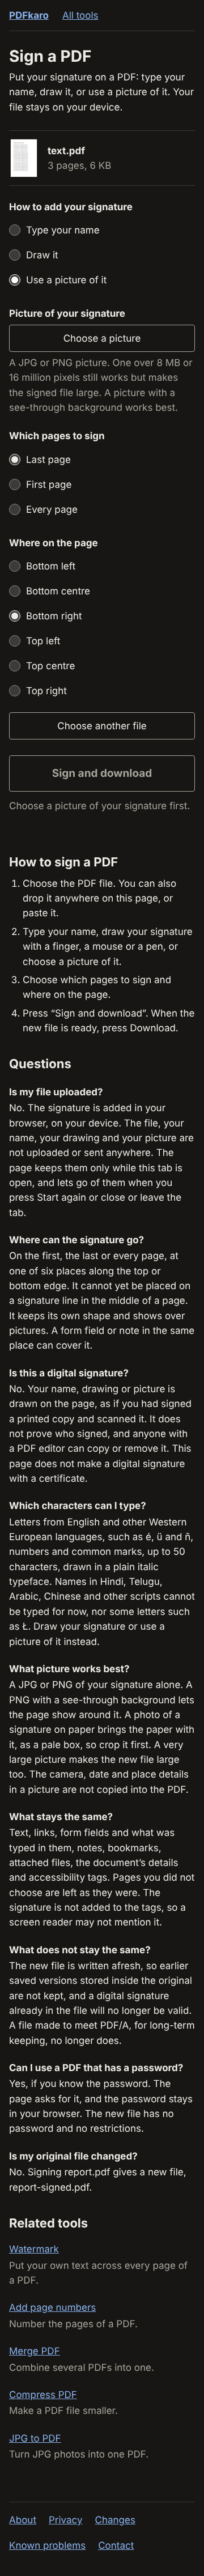 PDFkaro All tools
Sign a PDF
Put your signature on a PDF: type your
name, draw it, or use a picture of it. Your
file stays on your device.
text.pdf
3 pages, 6 KB
How to add your signature
Type your name
Draw it
Use a picture of it
Picture of your signature
Choose a picture
A JPG or PNG picture. One over 8 MB or
16 million pixels still works but makes
the signed file large. A picture with a
see-through background works best.
Which pages to sign
Last page
First page
Every page
Where on the page
Bottom left
Bottom centre
Bottom right
Top left
Top centre
Top right
Choose another file
Sign and download
Choose a picture of your signature first.
How to sign a PDF
1. Choose the PDF file. You can also
drop it anywhere on this page, or
paste it.
2. Type your name, draw your signature
with a finger, a mouse or a pen, or
choose a picture of it.
3. Choose which pages to sign and
where on the page.
4. Press “Sign and download”. When the
new file is ready, press Download.
Questions
Is my file uploaded?
No. The signature is added in your
browser, on your device. The file, your
name, your drawing and your picture are
not uploaded or sent anywhere. The
page keeps them only while this tab is
open, and lets go of them when you
press Start again or close or leave the
tab.
Where can the signature go?
On the first, the last or every page, at
one of six places along the top or
bottom edge. It cannot yet be placed on
a signature line in the middle of a page.
It keeps its own shape and shows over
pictures. A form field or note in the same
place can cover it.
Is this a digital signature?
No. Your name, drawing or picture is
drawn on the page, as if you had signed
a printed copy and scanned it. It does
not prove who signed, and anyone with
a PDF editor can copy or remove it. This
page does not make a digital signature
with a certificate.
Which characters can I type?
Letters from English and other Western
European languages, such as é, ü and ñ,
numbers and common marks, up to 50
characters, drawn in a plain italic
typeface. Names in Hindi, Telugu,
Arabic, Chinese and other scripts cannot
be typed for now, nor some letters such
as Ł. Draw your signature or use a
picture of it instead.
What picture works best?
A JPG or PNG of your signature alone. A
PNG with a see-through background lets
the page show around it. A photo of a
signature on paper brings the paper with
it, as a pale box, so crop it first. A very
large picture makes the new file large
too. The camera, date and place details
in a picture are not copied into the PDF.
What stays the same?
Text, links, form fields and what was
typed in them, notes, bookmarks,
attached files, the document’s details
and accessibility tags. Pages you did not
choose are left as they were. The
signature is not added to the tags, so a
screen reader may not mention it.
What does not stay the same?
The new file is written afresh, so earlier
saved versions stored inside the original
are not kept, and a digital signature
already in the file will no longer be valid.
A file made to meet PDF/A, for long-term
keeping, no longer does.
Can I use a PDF that has a password?
Yes, if you know the password. The
page asks for it, and the password stays
in your browser. The new file has no
password and no restrictions.
Is my original file changed?
No. Signing report.pdf gives a new file,
report-signed.pdf.
Related tools
Watermark
Put your own text across every page of
a PDF.
Add page numbers
Number the pages of a PDF.
Merge PDF
Combine several PDFs into one.
Compress PDF
Make a PDF file smaller.
JPG to PDF
Turn JPG photos into one PDF.
About Privacy Changes
Known problems Contact